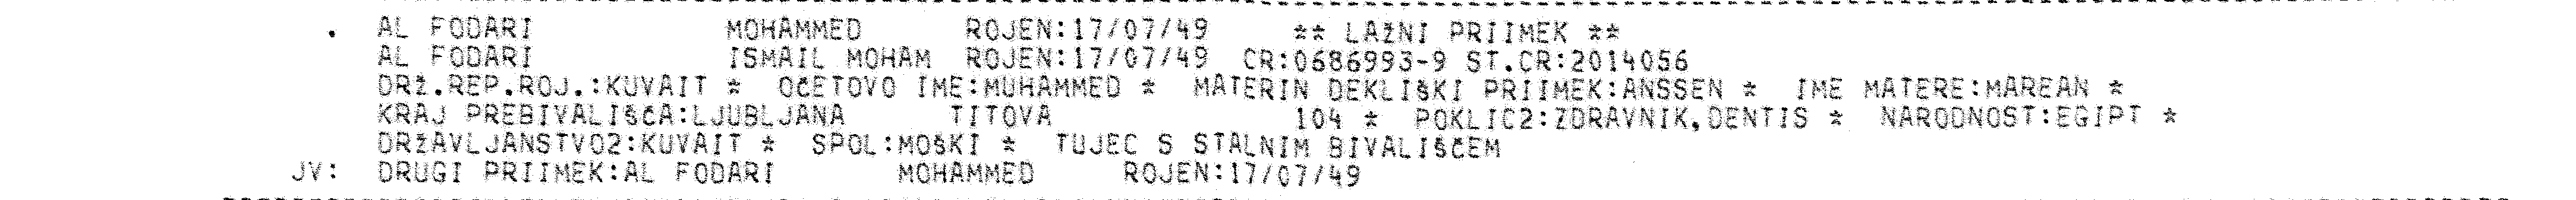 . AL FODARI MOHAMMED ROJEN:17/07/49 ** LAŽNI PRIIMEK **
AL FODARI ISMAIL MOHAM ROJEN:17/07/49 CR:0686993-9 ST.CR:2014056
DRŽ.REP.ROJ.:KUVAIT * OČETOVO IME:MUHAMMED * MATERIN DEKLIŠKI PRIIMEK:ANSSEN * IME MATERE:MAREAN *
KRAJ PREBIVALIŠČA:LJUBLJANA TITOVA 104 * POKLIC2:ZDRAVNIK,DENTIS * NARODNOST:EGIPT *
DRŽAVLJANSTVO2:KUVAIT * SPOL:MOŠKI * TUJEC S STALNIM BIVALIŠČEM
JV: DRUGI PRIIMEK:AL FODARI MOHAMMED ROJEN:17/07/49